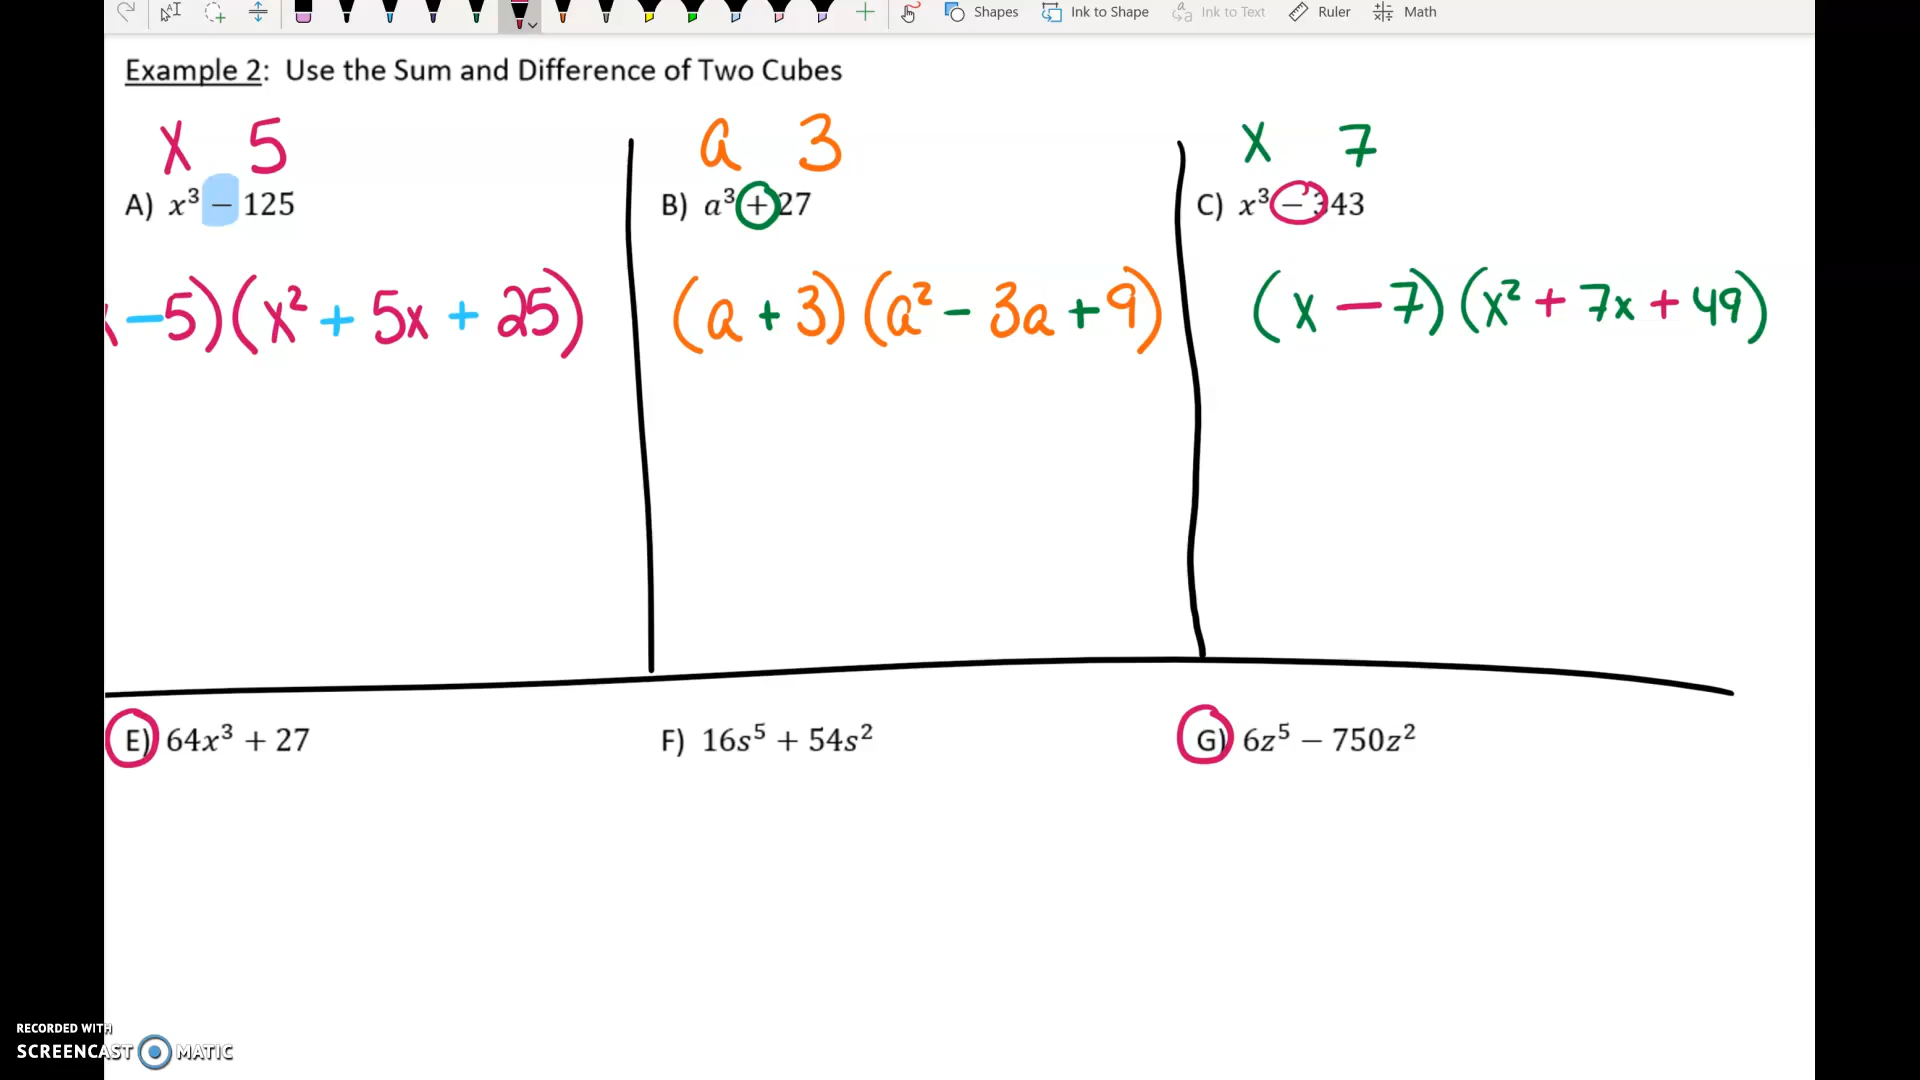 Shapes Ink to Shape Ink to Text Ruler Math
Example 2: Use the Sum and Difference of Two Cubes
x 5
a 3
x 7
A) x³ − 125
B) a³ + 27
C) x³ − 343
−5)(x² + 5x + 25)
(a + 3)(a² − 3a + 9)
(x − 7)(x² + 7x + 49)
E) 64x³ + 27
F) 16s⁵ + 54s²
G) 6z⁵ − 750z²
RECORDED WITH
SCREENCAST MATIC